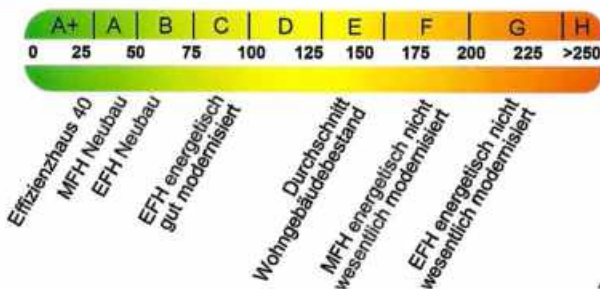 A+ A B C D E F G H
0 25 50 75 100 125 150 175 200 225 >250
Effizienzhaus 40
MFH Neubau
EFH Neubau
EFH energetisch
gut modernisiert
Durchschnitt
Wohngebäudebestand
MFH energetisch nicht
wesentlich modernisiert
EFH energetisch nicht
wesentlich modernisiert